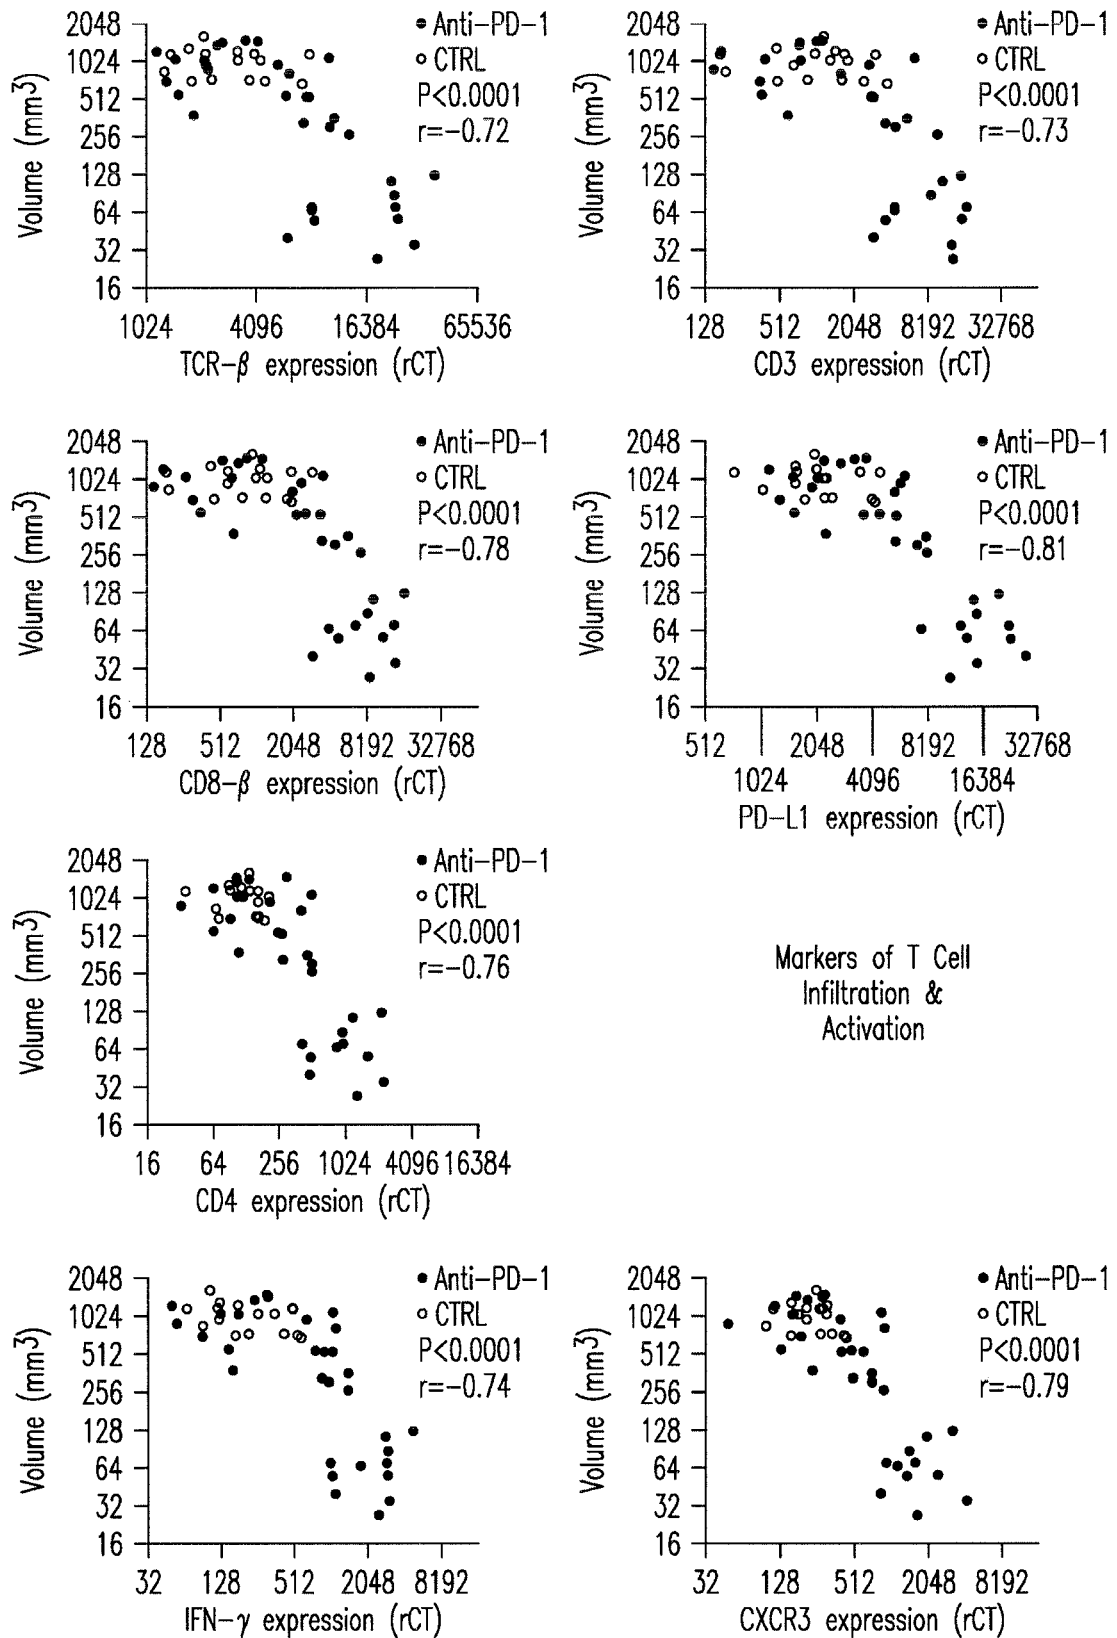 2048
1024
512
256
128
64
32
16
Volume (mm3)
Anti-PD-1
CTRL
P<0.0001
r=-0.72
1024
4096
16384
65536
TCR-β expression (rCT)
2048
1024
512
256
128
64
32
16
Volume (mm3)
Anti-PD-1
CTRL
P<0.0001
r=-0.73
128
512
2048
8192
32768
CD3 expression (rCT)
2048
1024
512
256
128
64
32
16
Volume (mm3)
Anti-PD-1
CTRL
P<0.0001
r=-0.78
128
512
2048
8192
32768
CD8-β expression (rCT)
2048
1024
512
256
128
64
32
16
Volume (mm3)
Anti-PD-1
CTRL
P<0.0001
r=-0.81
512
2048
8192
32768
1024
4096
16384
PD-L1 expression (rCT)
2048
1024
512
256
128
64
32
16
Volume (mm3)
Anti-PD-1
CTRL
P<0.0001
r=-0.76
16
64
256
1024
4096
16384
CD4 expression (rCT)
Markers of T Cell
Infiltration &
Activation
2048
1024
512
256
128
64
32
16
Volume (mm3)
Anti-PD-1
CTRL
P<0.0001
r=-0.74
32
128
512
2048
8192
IFN-γ expression (rCT)
2048
1024
512
256
128
64
32
16
Volume (mm3)
Anti-PD-1
CTRL
P<0.0001
r=-0.79
32
128
512
2048
8192
CXCR3 expression (rCT)